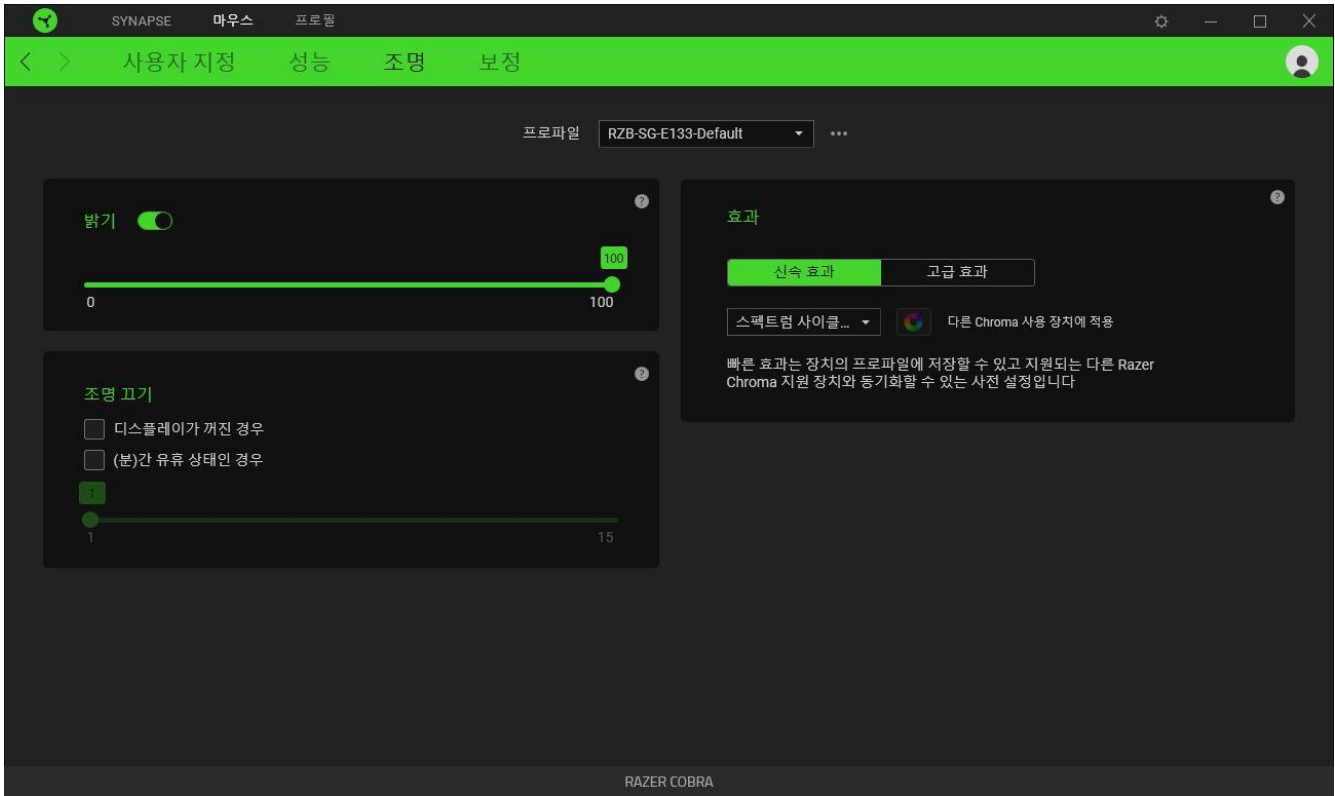 SYNAPSE 마우스 프로필
사용자 지정 성능 조명 보정
프로파일 RZB-SG-E133-Default
밝기
100
0 100
조명 끄기
디스플레이가 꺼진 경우
(분)간 유휴 상태인 경우
1
1 15
효과
신속 효과 고급 효과
스펙트럼 사이클... 다른 Chroma 사용 장치에 적용
빠른 효과는 장치의 프로파일에 저장할 수 있고 지원되는 다른 Razer
Chroma 지원 장치와 동기화할 수 있는 사전 설정입니다
RAZER COBRA